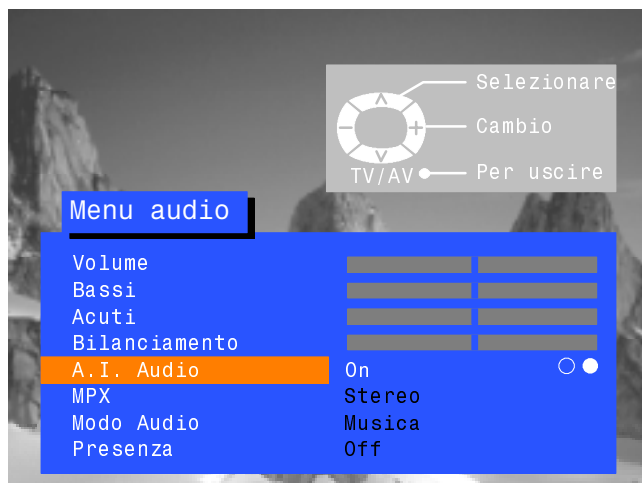 Selezionare
Cambio
TV/AV Per uscire
Menu audio
Volume
Bassi
Acuti
Bilanciamento
A.I. Audio On
MPX Stereo
Modo Audio Musica
Presenza Off